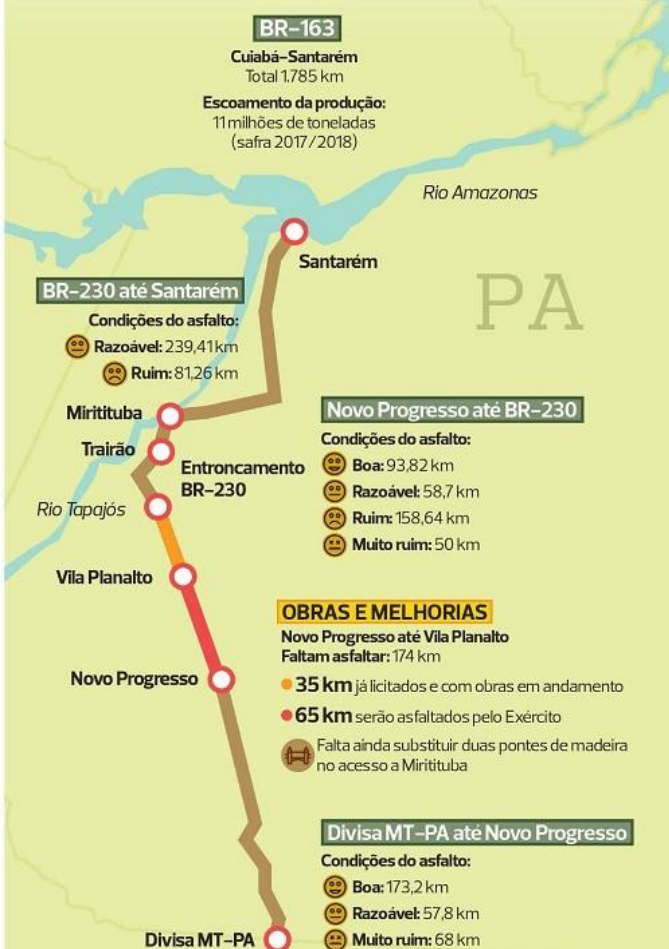 BR-163
Cuiabá-Santarém
Total 1.785 km
Escoamento da produção:
11 milhões de toneladas
(safra 2017/2018)
Rio Amazonas
Santarém
PA
BR-230 até Santarém
Condições do asfalto:
Razoável: 239,41 km
Ruim: 81,26 km
Miritituba
Trairão
Entroncamento
BR-230
Rio Tapajós
Novo Progresso até BR-230
Condições do asfalto:
Boa: 93,82 km
Razoável: 58,7 km
Ruim: 158,64 km
Muito ruim: 50 km
Vila Planalto
OBRAS E MELHORIAS
Novo Progresso até Vila Planalto
Faltam asfaltar: 174 km
35 km já licitados e com obras em andamento
65 km serão asfaltados pelo Exército
Falta ainda substituir duas pontes de madeira
no acesso a Miritituba
Novo Progresso
Divisa MT-PA até Novo Progresso
Condições do asfalto:
Boa: 173,2 km
Razoável: 57,8 km
Muito ruim: 68 km
Divisa MT-PA